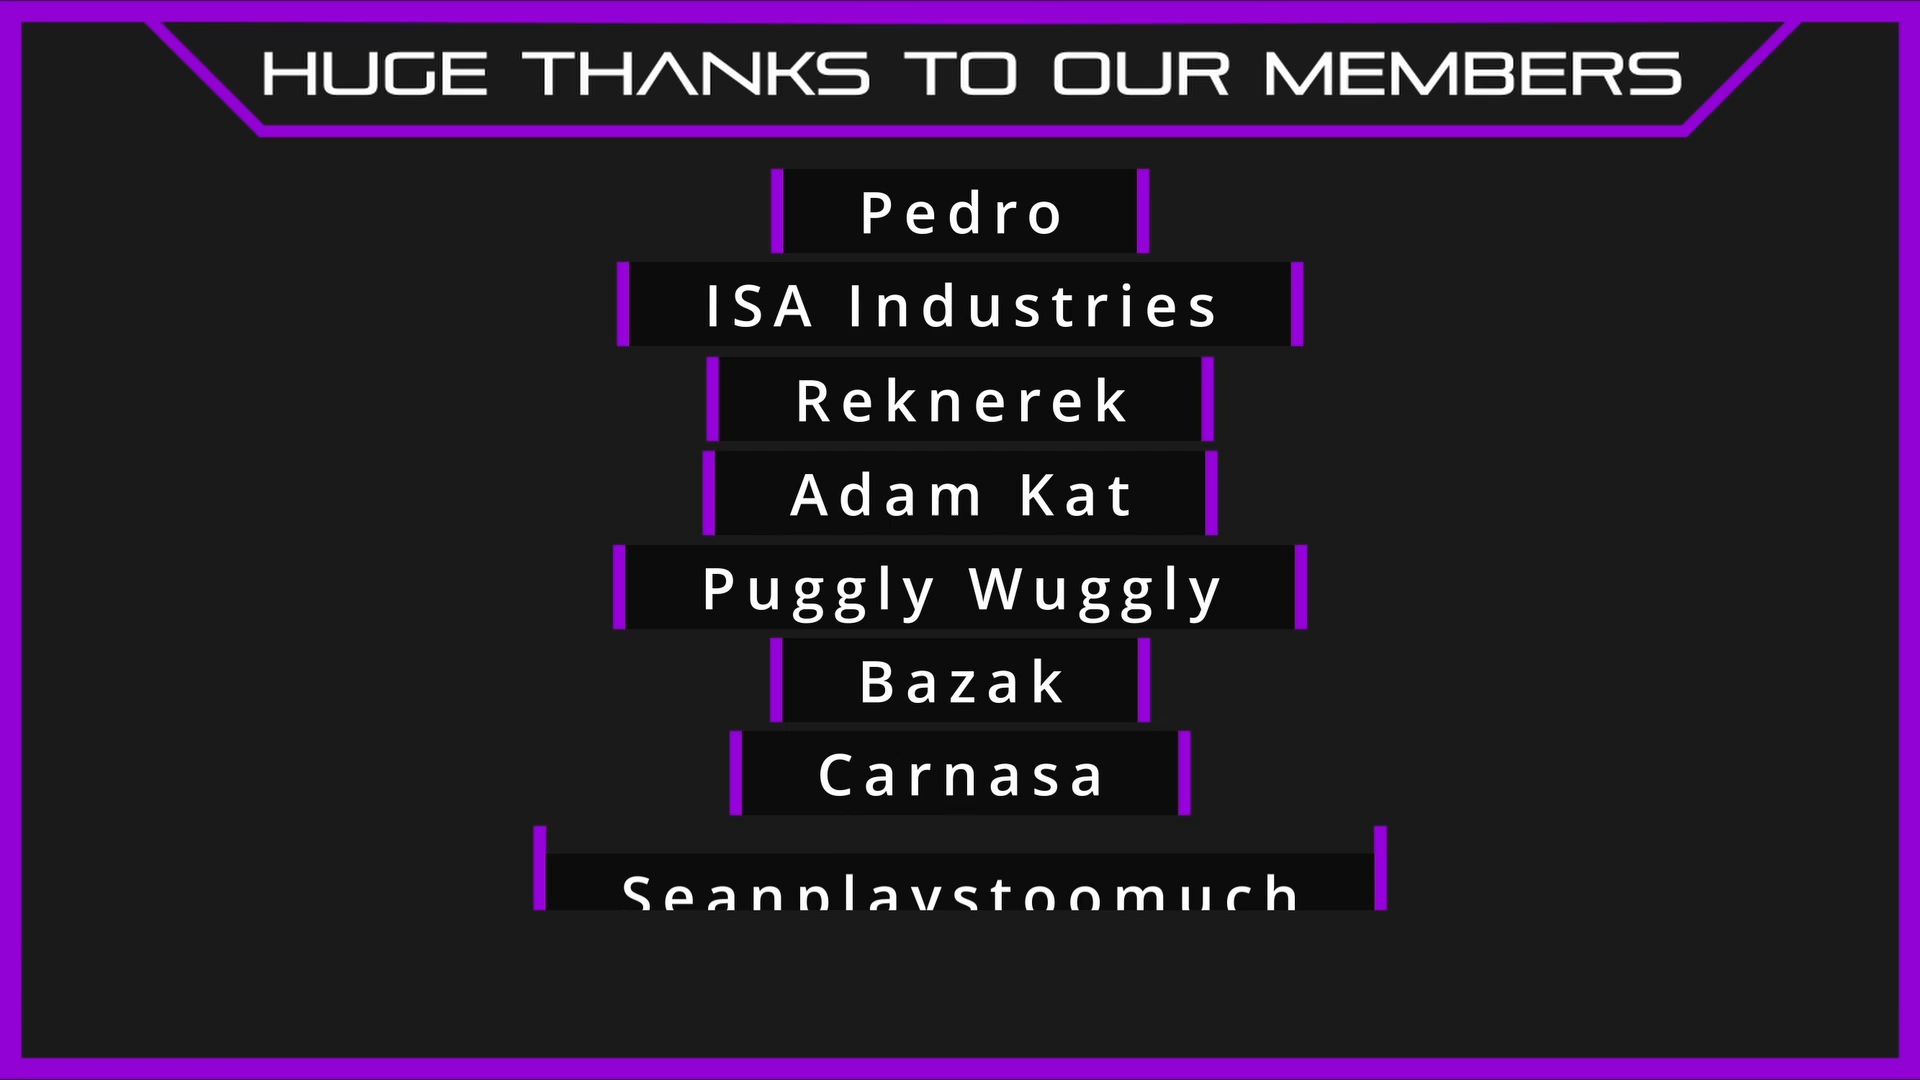 HUGE THANKS TO OUR MEMBERS
Pedro
ISA Industries
Reknerek
Adam Kat
Puggly Wuggly
Bazak
Carnasa
Seanplaystoomuch